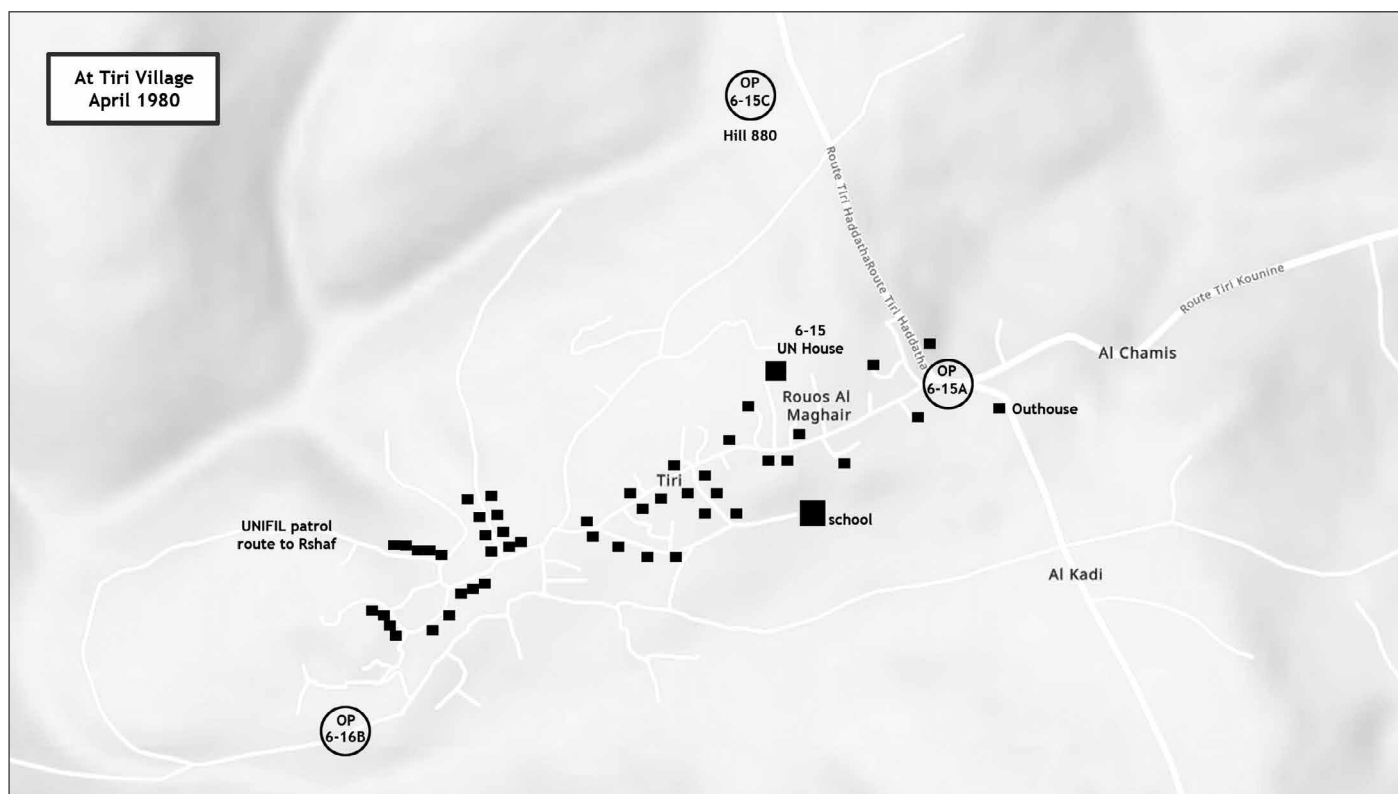 At Tiri Village
April 1980
OP
6-15C
Hill 880
Route Tiri Haddatha
Route Tiri Haddatha
Route Tiri Kounine
6-15
UN House
Al Chamis
OP
6-15A
Rouos Al
Maghair
Outhouse
Tiri
school
UNIFIL patrol
route to Rshaf
Al Kadi
OP
6-16B